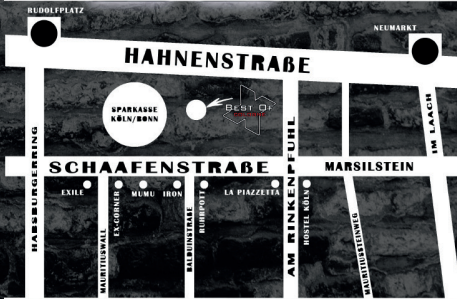 RUDOLFPLATZ
NEUMARKT
HAHNENSTRAßE
SPARKASSE
KÖLN/BONN
BEST OF
IM LAACH
HABSBURGERRING
AM RINKENPFUHL
SCHAAFENSTRAßE
MARSILSTEIN
EXILE
MAURITIUSWALL
EX-CORNER
MUMU
IRON
BALDUINSTRAßE
RUHRPOTT
LA PIAZZETTA
HOSTEL KÖLN
MAURITIUSSTEINWEG